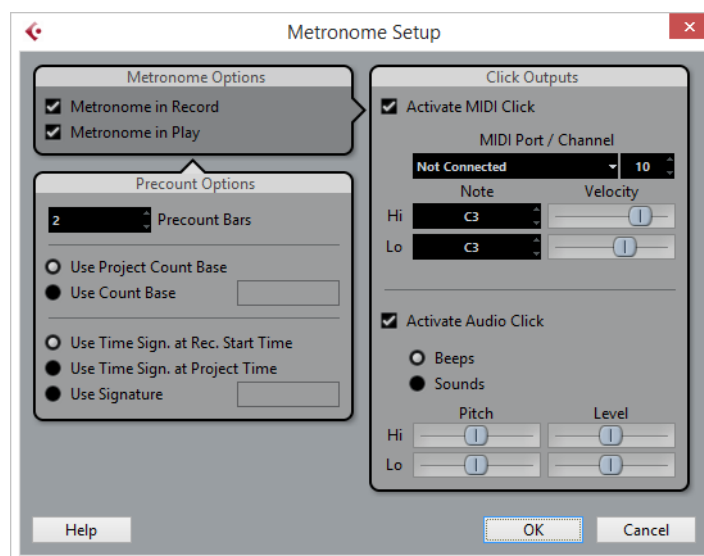 Metronome Setup
Metronome Options
Metronome in Record
Metronome in Play
Precount Options
2 Precount Bars
Use Project Count Base
Use Count Base
Use Time Sign. at Rec. Start Time
Use Time Sign. at Project Time
Use Signature
Click Outputs
Activate MIDI Click
MIDI Port / Channel
Not Connected 10
Note Velocity
Hi C3
Lo C3
Activate Audio Click
Beeps
Sounds
Pitch Level
Hi
Lo
Help OK Cancel